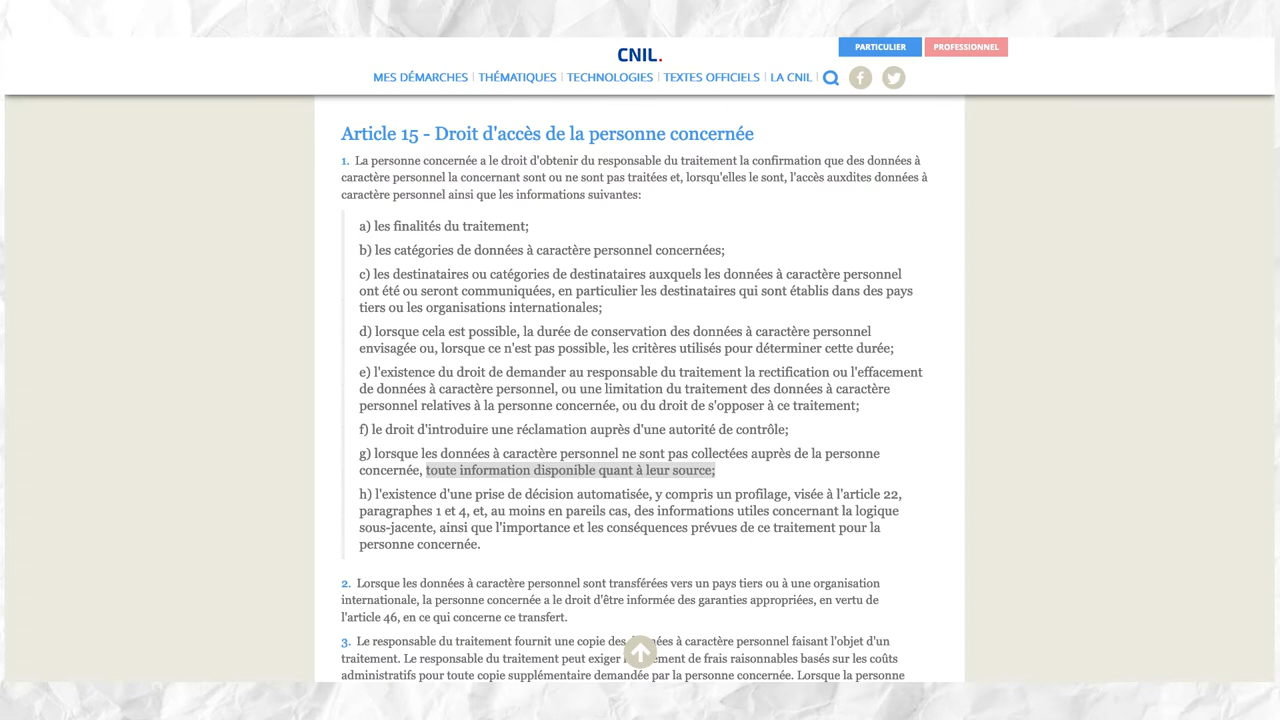 PARTICULIER
PROFESSIONNEL
CNIL.
MES DÉMARCHES
THÉMATIQUES
TECHNOLOGIES
TEXTES OFFICIELS
LA CNIL
Article 15 - Droit d'accès de la personne concernée
1. La personne concernée a le droit d'obtenir du responsable du traitement la confirmation que des données à
caractère personnel la concernant sont ou ne sont pas traitées et, lorsqu'elles le sont, l'accès auxdites données à
caractère personnel ainsi que les informations suivantes:
a) les finalités du traitement;
b) les catégories de données à caractère personnel concernées;
c) les destinataires ou catégories de destinataires auxquels les données à caractère personnel
ont été ou seront communiquées, en particulier les destinataires qui sont établis dans des pays
tiers ou les organisations internationales;
d) lorsque cela est possible, la durée de conservation des données à caractère personnel
envisagée ou, lorsque ce n'est pas possible, les critères utilisés pour déterminer cette durée;
e) l'existence du droit de demander au responsable du traitement la rectification ou l'effacement
de données à caractère personnel, ou une limitation du traitement des données à caractère
personnel relatives à la personne concernée, ou du droit de s'opposer à ce traitement;
f) le droit d'introduire une réclamation auprès d'une autorité de contrôle;
g) lorsque les données à caractère personnel ne sont pas collectées auprès de la personne
concernée, toute information disponible quant à leur source;
h) l'existence d'une prise de décision automatisée, y compris un profilage, visée à l'article 22,
paragraphes 1 et 4, et, au moins en pareils cas, des informations utiles concernant la logique
sous-jacente, ainsi que l'importance et les conséquences prévues de ce traitement pour la
personne concernée.
2. Lorsque les données à caractère personnel sont transférées vers un pays tiers ou à une organisation
internationale, la personne concernée a le droit d'être informée des garanties appropriées, en vertu de
l'article 46, en ce qui concerne ce transfert.
3. Le responsable du traitement fournit une copie des à caractère personnel faisant l'objet d'un
traitement. Le responsable du traitement peut exiger de frais raisonnables basés sur les coûts
administratifs pour toute copie supplémentaire demandée par la personne concernée. Lorsque la personne